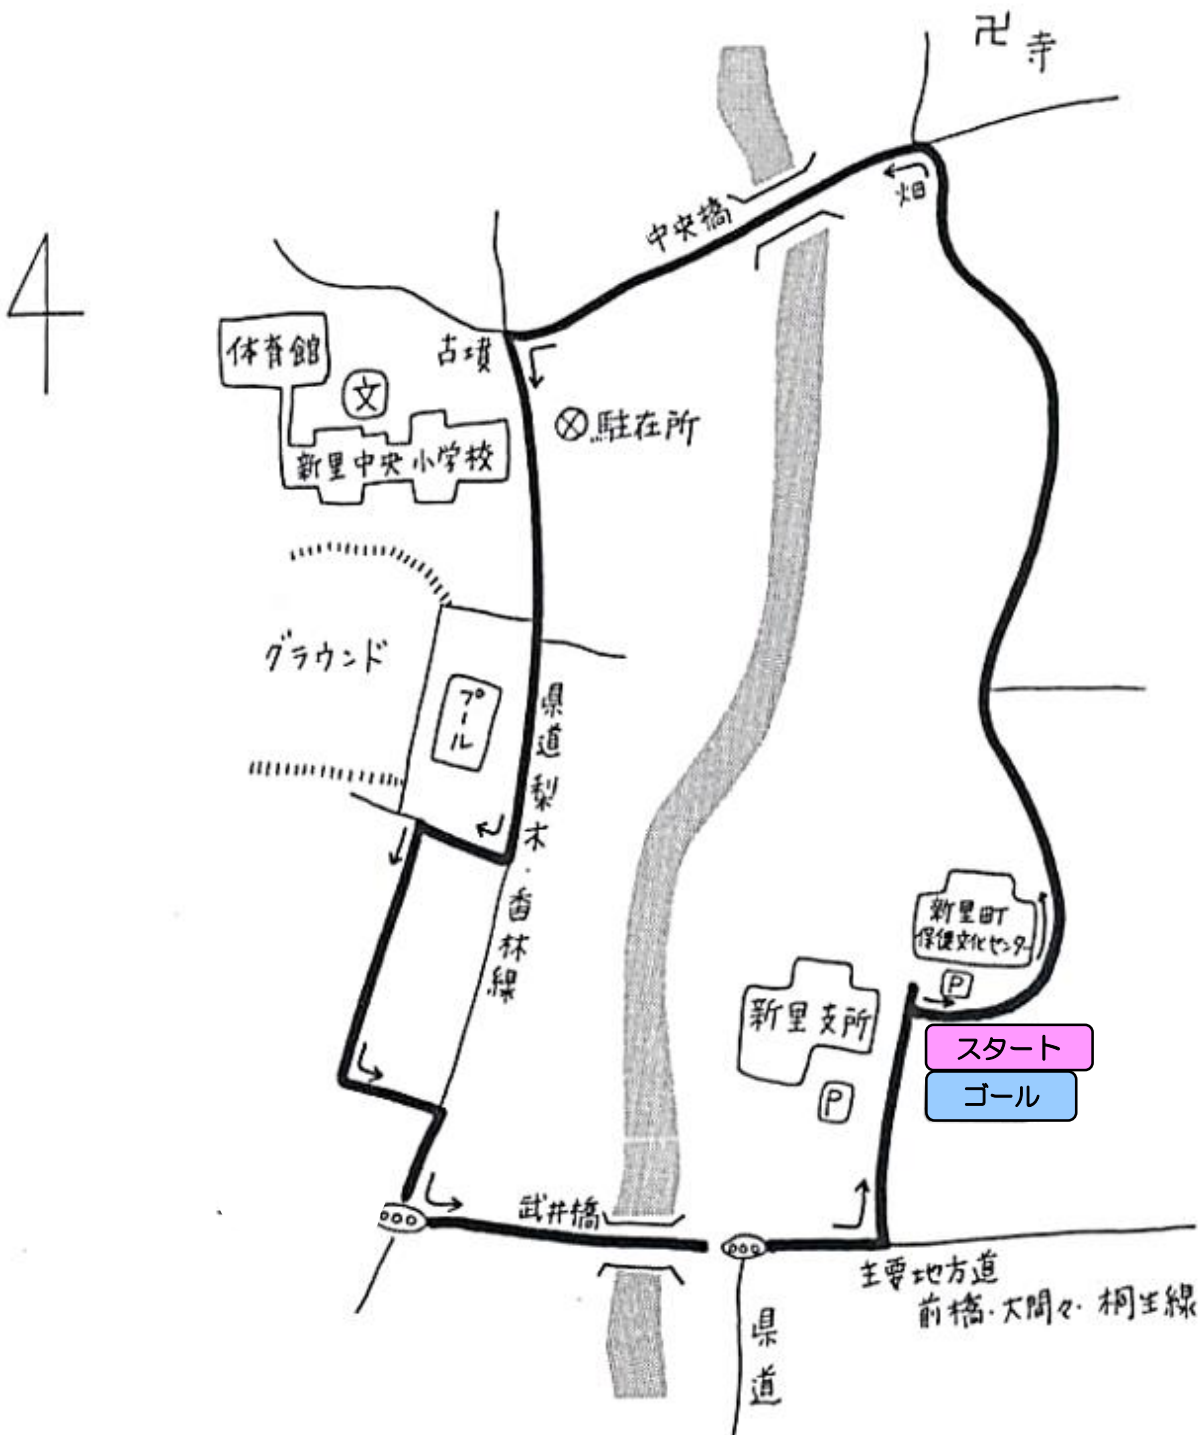 卍 寺
畑
中央橋
体育館
古墳
文
駐在所
新里中央小学校
グラウンド
プール
県道梨木・香林線
新里町
保健文化センター
P
新里支所
スタート
ゴール
P
武井橋
主要地方道
前橋・大間々・桐生線
県道